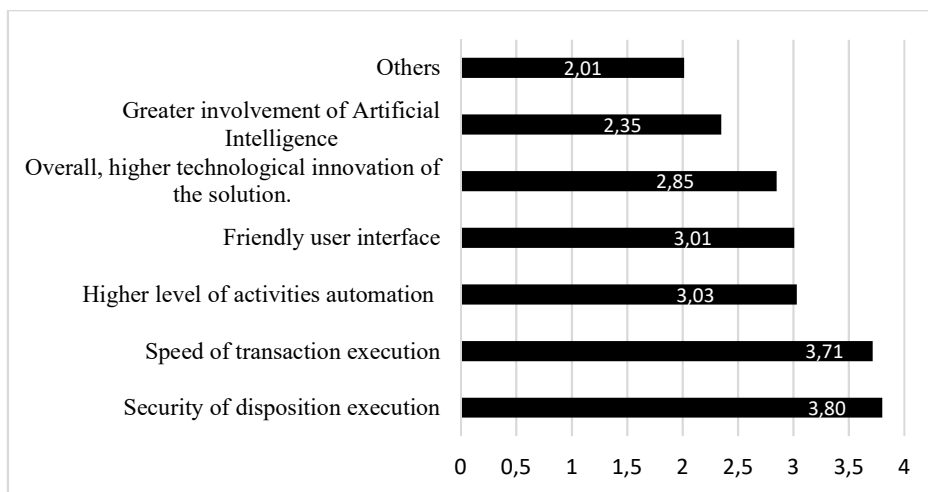 Others
2,01
Greater involvement of Artificial
Intelligence
2,35
Overall, higher technological innovation of
the solution.
2,85
Friendly user interface
3,01
Higher level of activities automation
3,03
Speed of transaction execution
3,71
Security of disposition execution
3,80
0 0,5 1 1,5 2 2,5 3 3,5 4